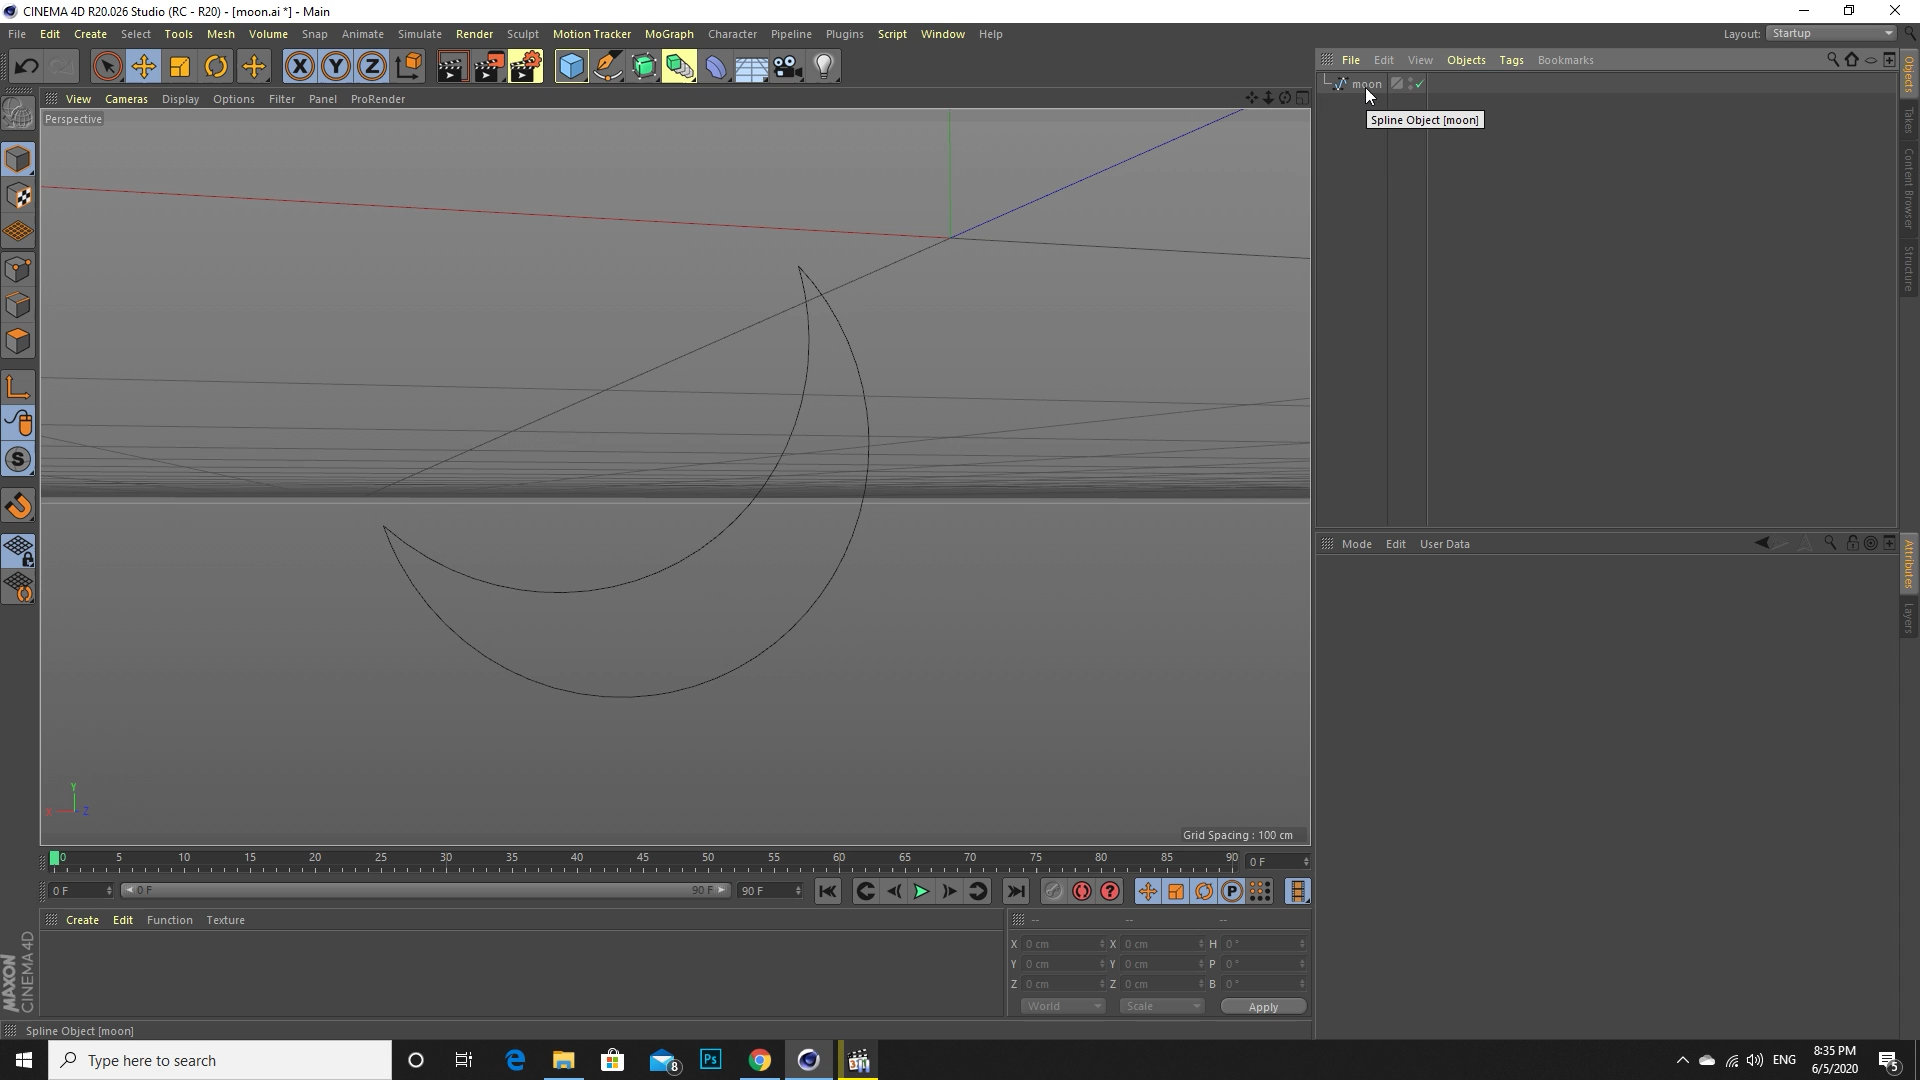 CINEMA 4D R20.026 Studio (RC - R20) - [moon.ai *] - Main
File Edit Create Select Tools Mesh Volume Snap Animate Simulate Render Sculpt Motion Tracker MoGraph Character Pipeline Plugins Script Window Help
Layout: Startup
File Edit View Objects Tags Bookmarks
moon
Spline Object [moon]
Objects
Takes
Content Browser
Structure
View Cameras Display Options Filter Panel ProRender
Perspective
Y
X Z
Grid Spacing : 100 cm
Mode Edit User Data
Attributes
Layers
0 5 10 15 20 25 30 35 40 45 50 55 60 65 70 75 80 85 90 0 F
0 F 0 F 90 F 90 F
Create Edit Function Texture
-- -- --
X 0 cm X 0 cm H 0 °
Y 0 cm Y 0 cm P 0 °
Z 0 cm Z 0 cm B 0 °
World Scale Apply
MAXON
CINEMA 4D
Spline Object [moon]
Type here to search
8
Ps
ENG
8:35 PM
6/5/2020
5